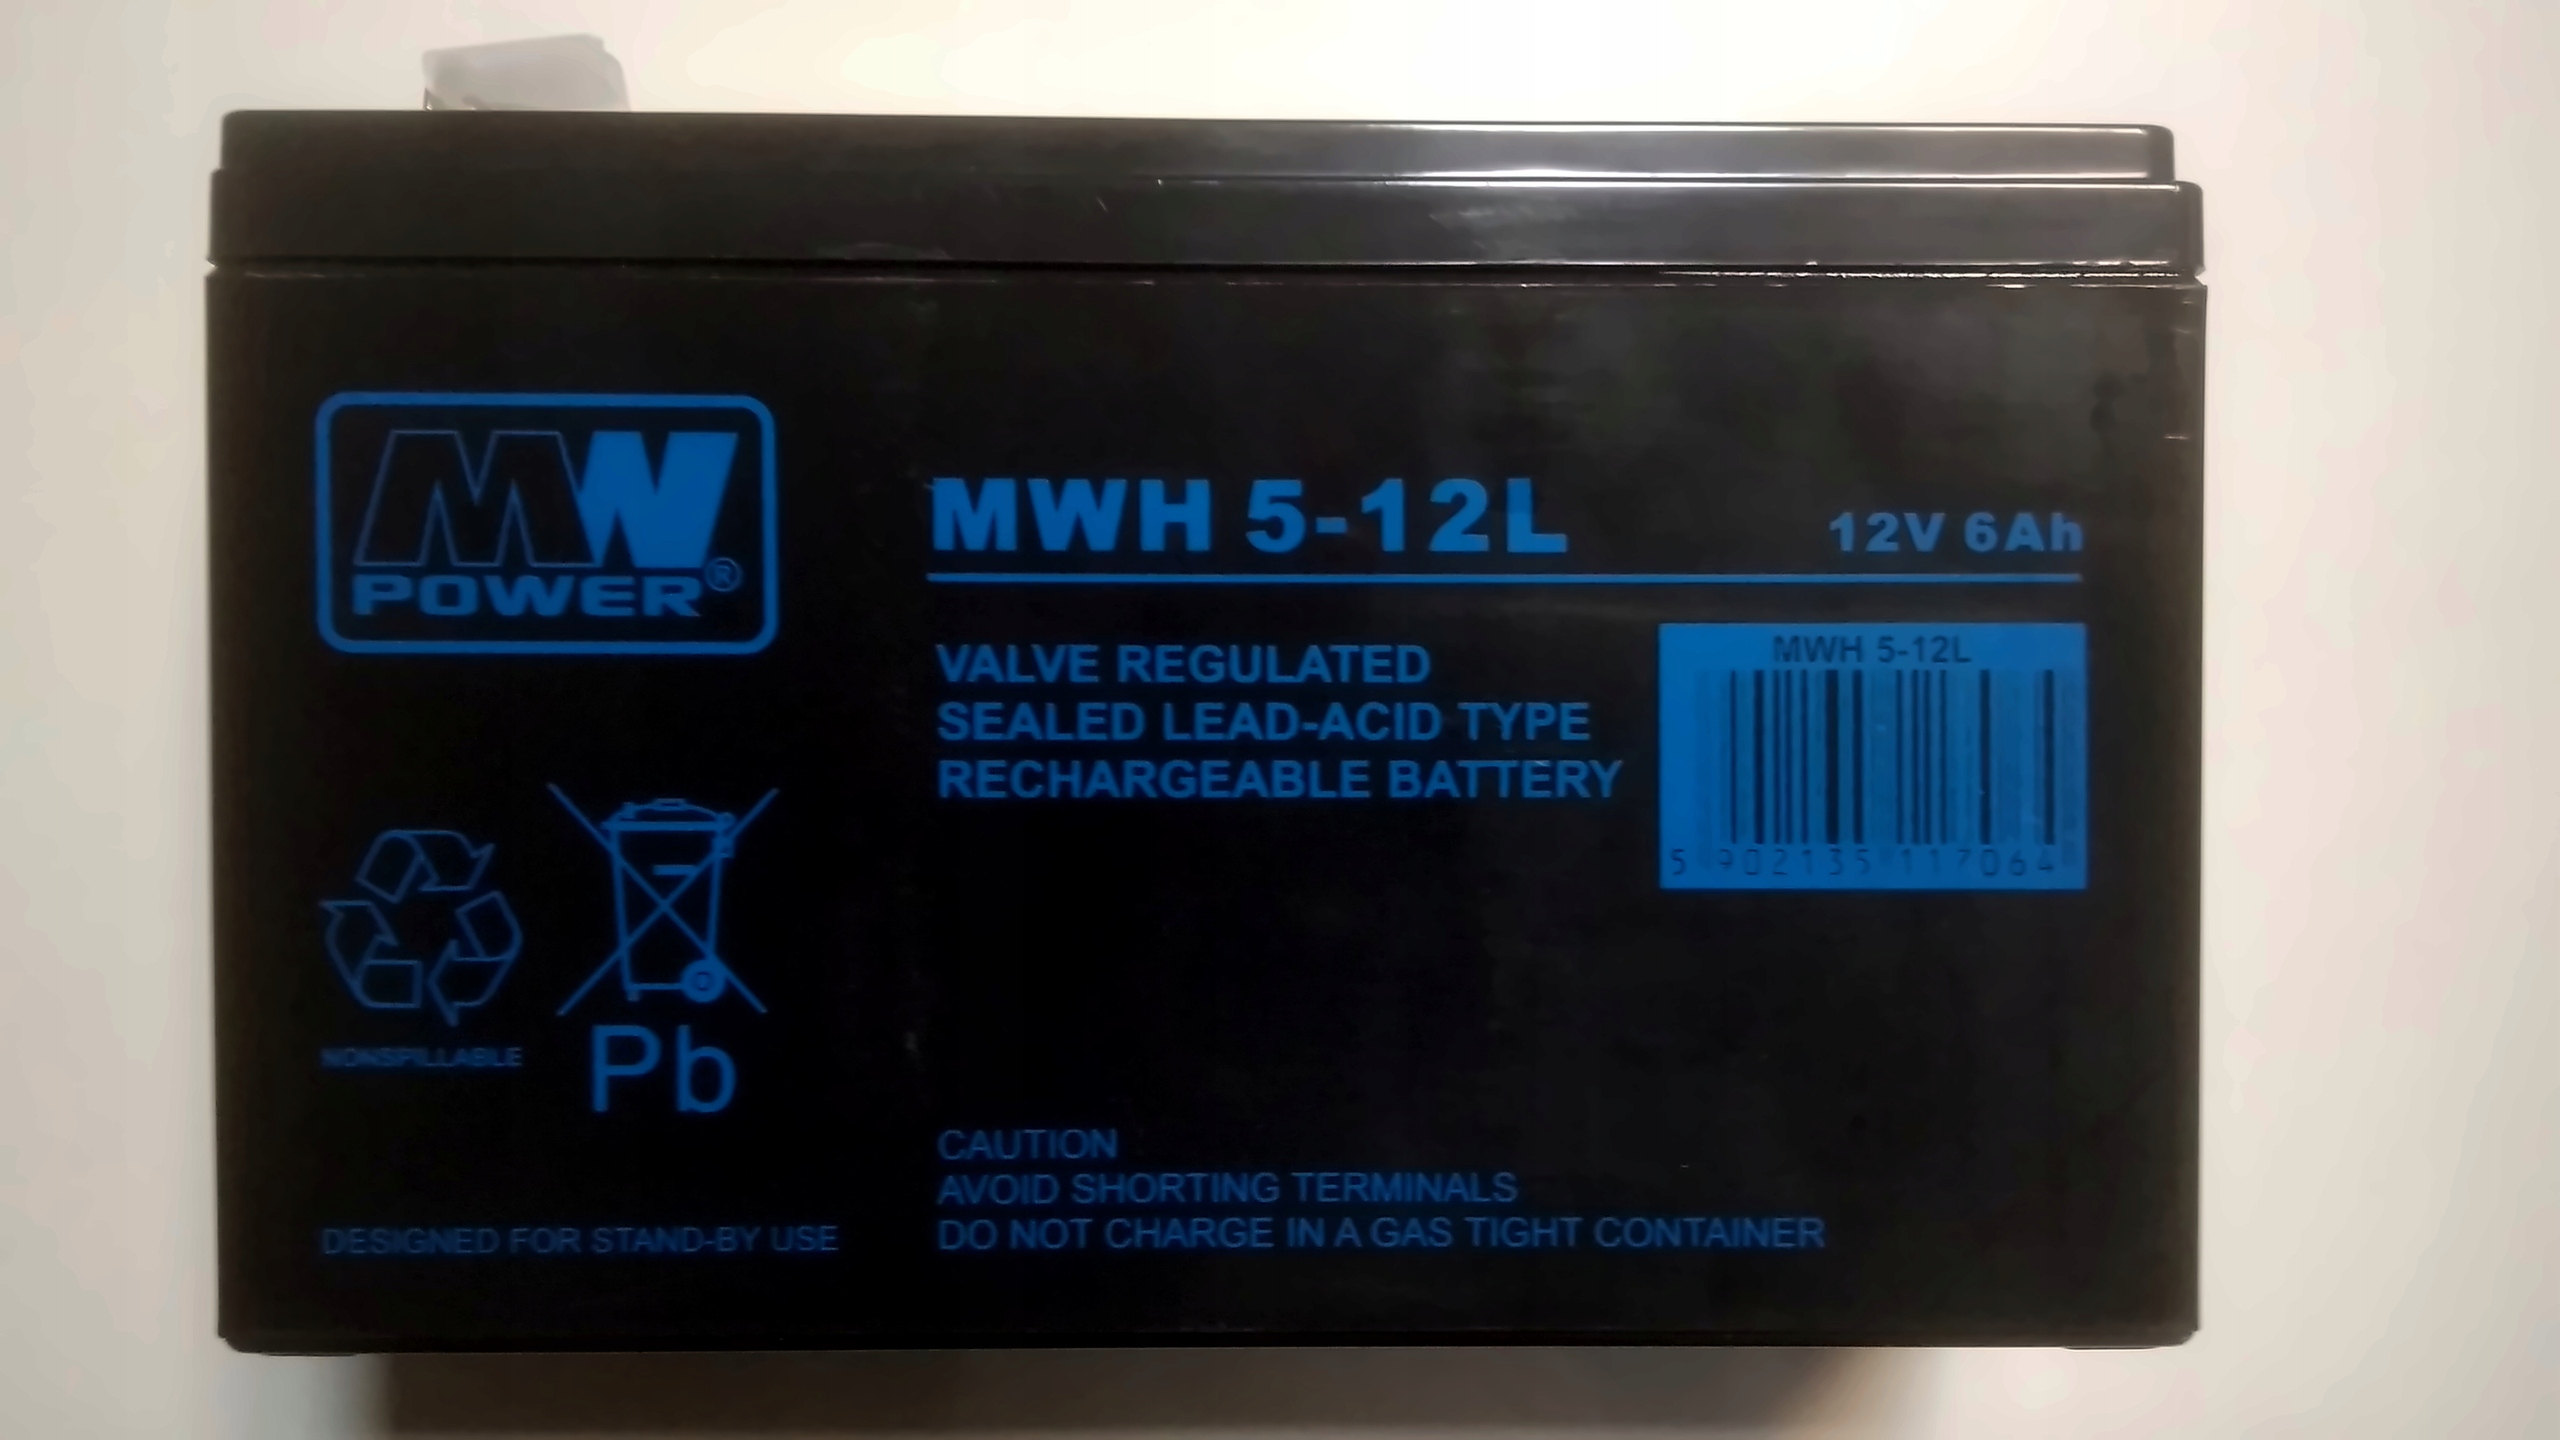 MW
POWER®
MWH 5-12L 12V 6Ah
VALVE REGULATED
SEALED LEAD-ACID TYPE
RECHARGEABLE BATTERY
MWH 5-12L
5 902135 117064
NONSPILLABLE
Pb
CAUTION
AVOID SHORTING TERMINALS
DO NOT CHARGE IN A GAS TIGHT CONTAINER
DESIGNED FOR STAND-BY USE